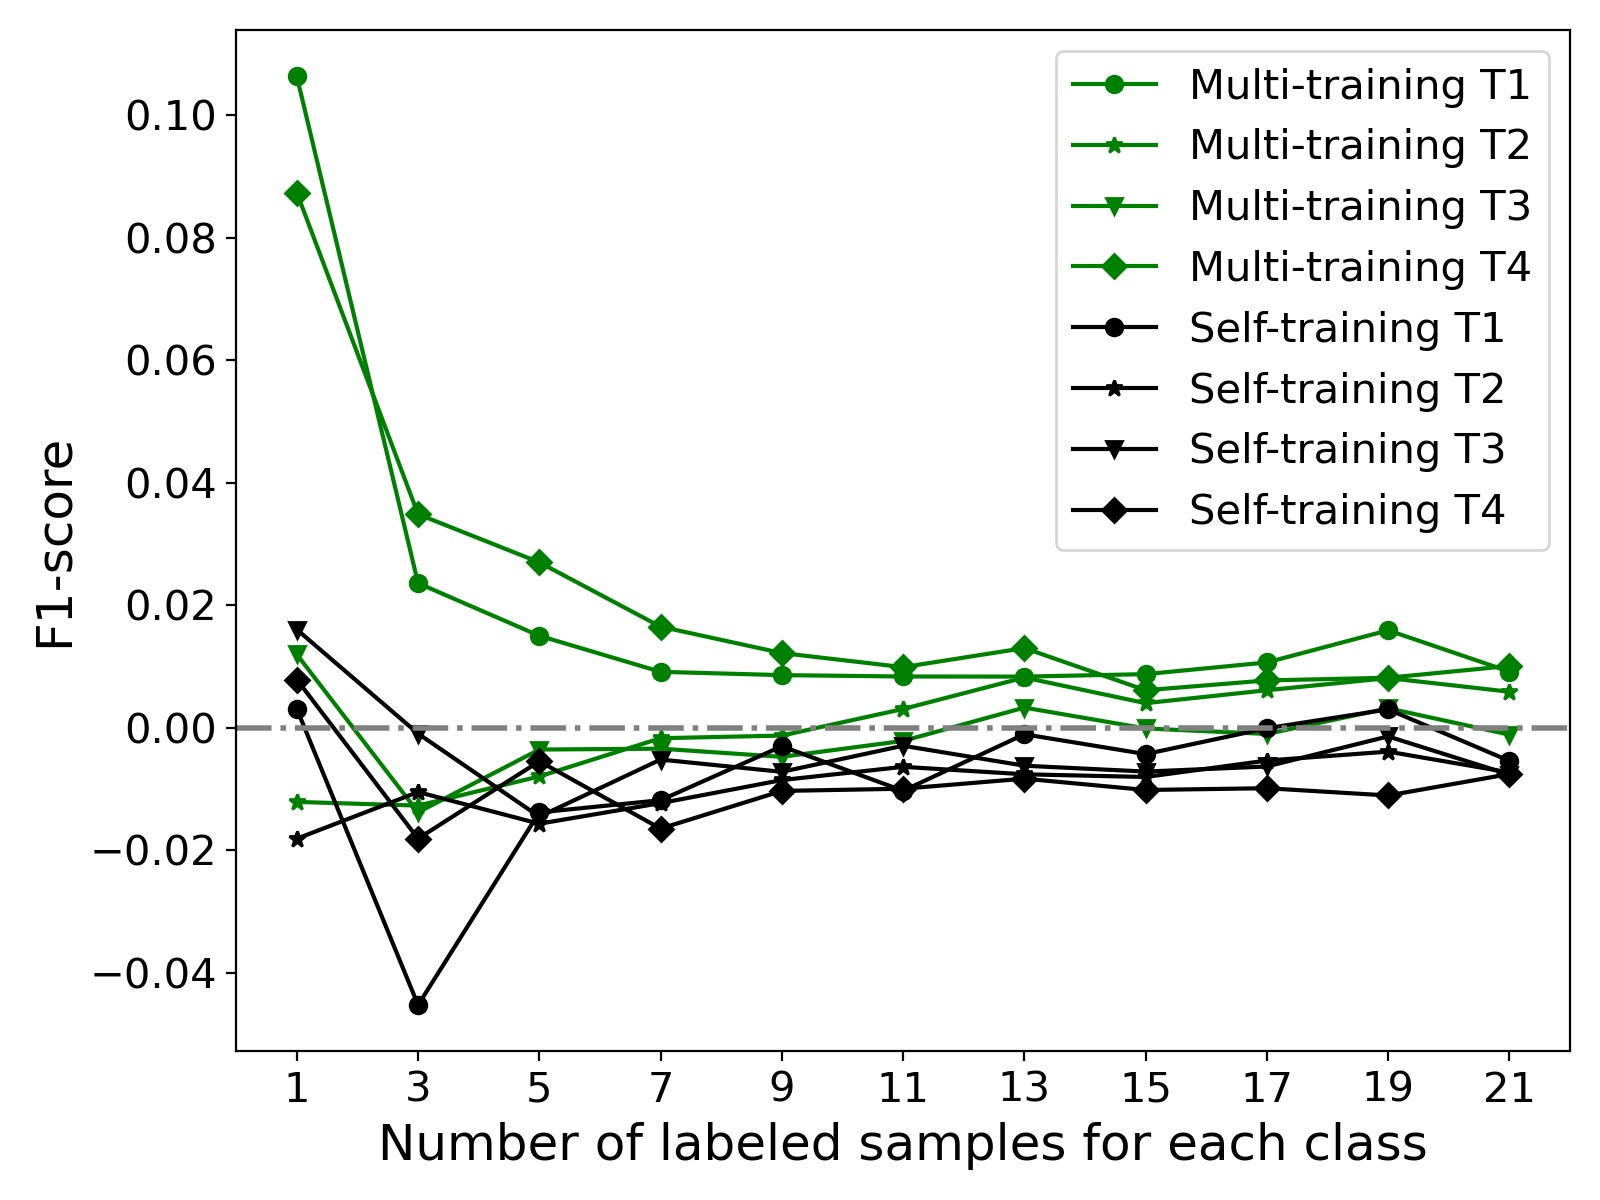 0.10
0.08
0.06
0.04
0.02
0.00
−0.02
−0.04
F1-score
Multi-training T1
Multi-training T2
Multi-training T3
Multi-training T4
Self-training T1
Self-training T2
Self-training T3
Self-training T4
1 3 5 7 9 11 13 15 17 19 21
Number of labeled samples for each class